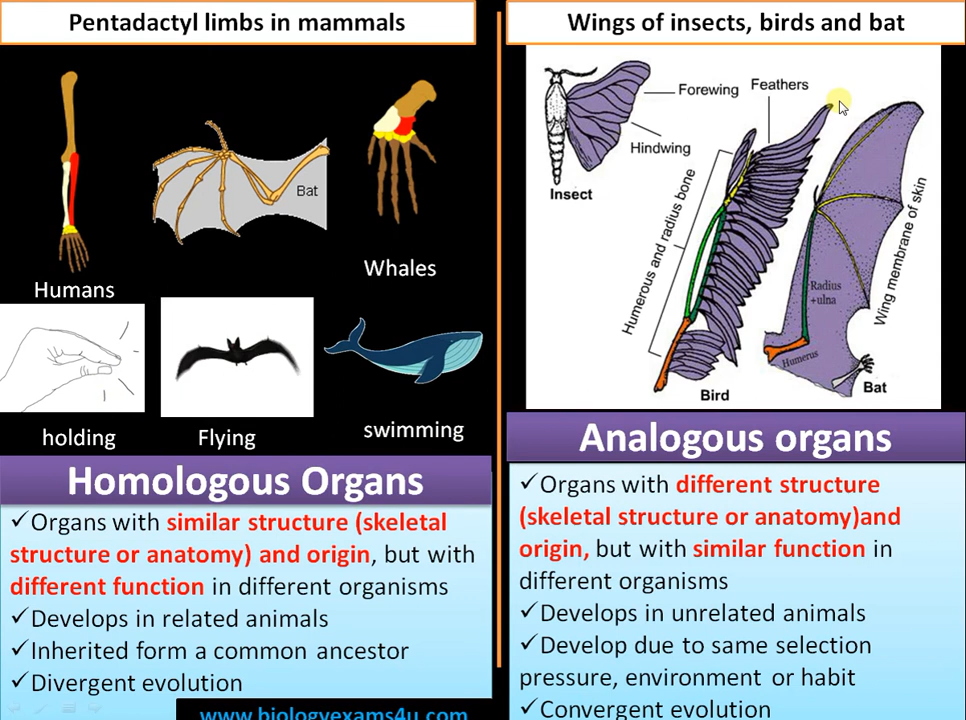 Pentadactyl limbs in mammals
Humans
Bat
Whales
holding
Flying
swimming
Homologous Organs
✓Organs with similar structure (skeletal
structure or anatomy) and origin, but with
different function in different organisms
✓Develops in related animals
✓Inherited form a common ancestor
✓Divergent evolution
www.biologyexams4u.com
Wings of insects, birds and bat
Forewing
Hindwing
Insect
Feathers
Humerous and radius bone
Bird
Radius
+ulna
Humerus
Wing membrane of skin
Bat
Analogous organs
✓Organs with different structure
(skeletal structure or anatomy)and
origin, but with similar function in
different organisms
✓Develops in unrelated animals
✓Develop due to same selection
pressure, environment or habit
✓Convergent evolution